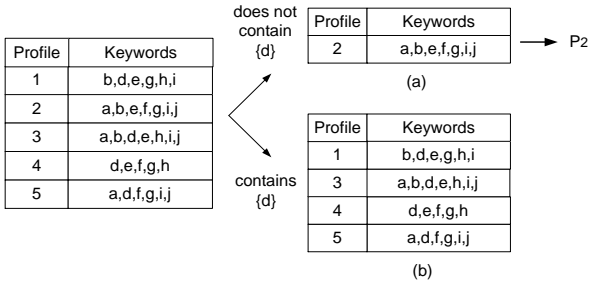 Profile Keywords
1 b,d,e,g,h,i
2 a,b,e,f,g,i,j
3 a,b,d,e,h,i,j
4 d,e,f,g,h
5 a,d,f,g,i,j
does not
contain
{d}
Profile Keywords
2 a,b,e,f,g,i,j
P2
(a)
contains
{d}
Profile Keywords
1 b,d,e,g,h,i
3 a,b,d,e,h,i,j
4 d,e,f,g,h
5 a,d,f,g,i,j
(b)